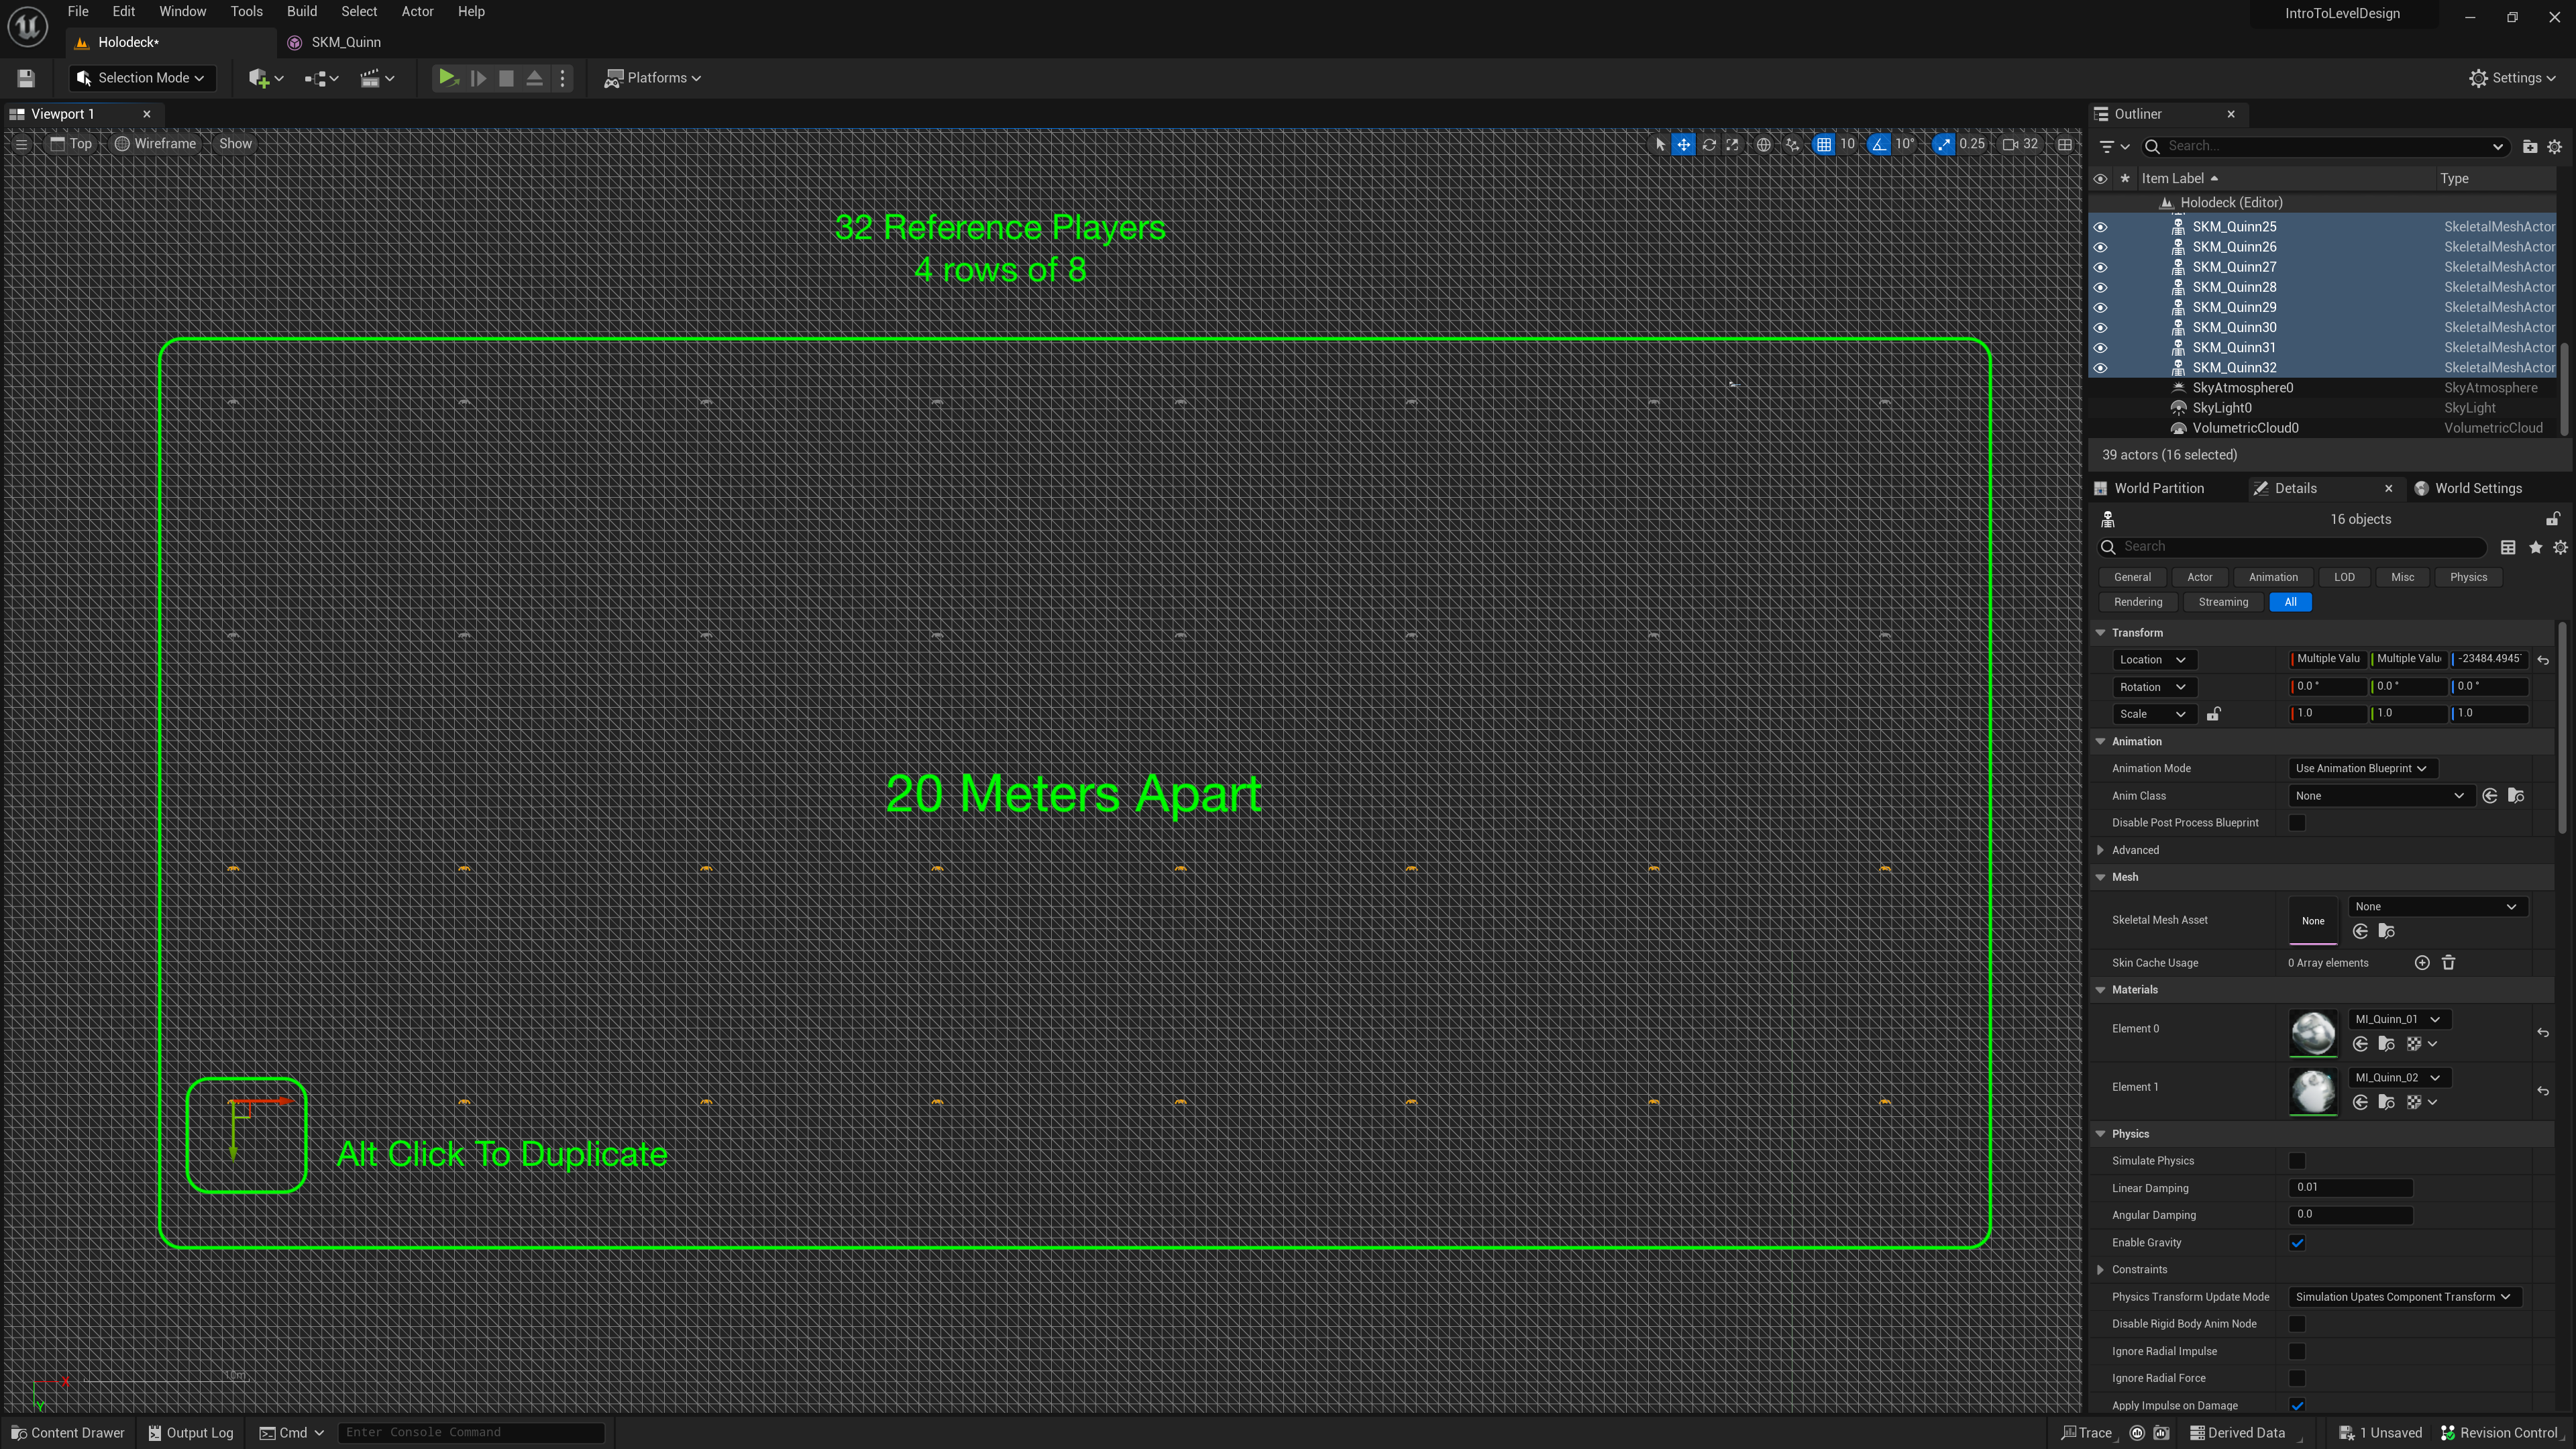 File Edit Window Tools Build Select Actor Help
IntroToLevelDesign
Holodeck* SKM_Quinn
Selection Mode Platforms Settings
Viewport 1
Top Wireframe Show 10 10° 0.25 32
32 Reference Players
4 rows of 8
20 Meters Apart
Alt Click To Duplicate
10m
X
Y
Outliner
Search...
Item Label Type
Holodeck (Editor)
SKM_Quinn25 SkeletalMeshActor
SKM_Quinn26 SkeletalMeshActor
SKM_Quinn27 SkeletalMeshActor
SKM_Quinn28 SkeletalMeshActor
SKM_Quinn29 SkeletalMeshActor
SKM_Quinn30 SkeletalMeshActor
SKM_Quinn31 SkeletalMeshActor
SKM_Quinn32 SkeletalMeshActor
SkyAtmosphere0 SkyAtmosphere
SkyLight0 SkyLight
VolumetricCloud0 VolumetricCloud
39 actors (16 selected)
World Partition Details World Settings
16 objects
Search
General Actor Animation LOD Misc Physics
Rendering Streaming All
Transform
Location Multiple Valu Multiple Valu -23484.4945
Rotation 0.0 ° 0.0 ° 0.0 °
Scale 1.0 1.0 1.0
Animation
Animation Mode Use Animation Blueprint
Anim Class None
Disable Post Process Blueprint
Advanced
Mesh
Skeletal Mesh Asset None None
Skin Cache Usage 0 Array elements
Materials
Element 0 MI_Quinn_01
Element 1 MI_Quinn_02
Physics
Simulate Physics
Linear Damping 0.01
Angular Damping 0.0
Enable Gravity
Constraints
Physics Transform Update Mode Simulation Upates Component Transform
Disable Rigid Body Anim Node
Ignore Radial Impulse
Ignore Radial Force
Apply Impulse on Damage
Content Drawer Output Log Cmd Enter Console Command Trace Derived Data 1 Unsaved Revision Control